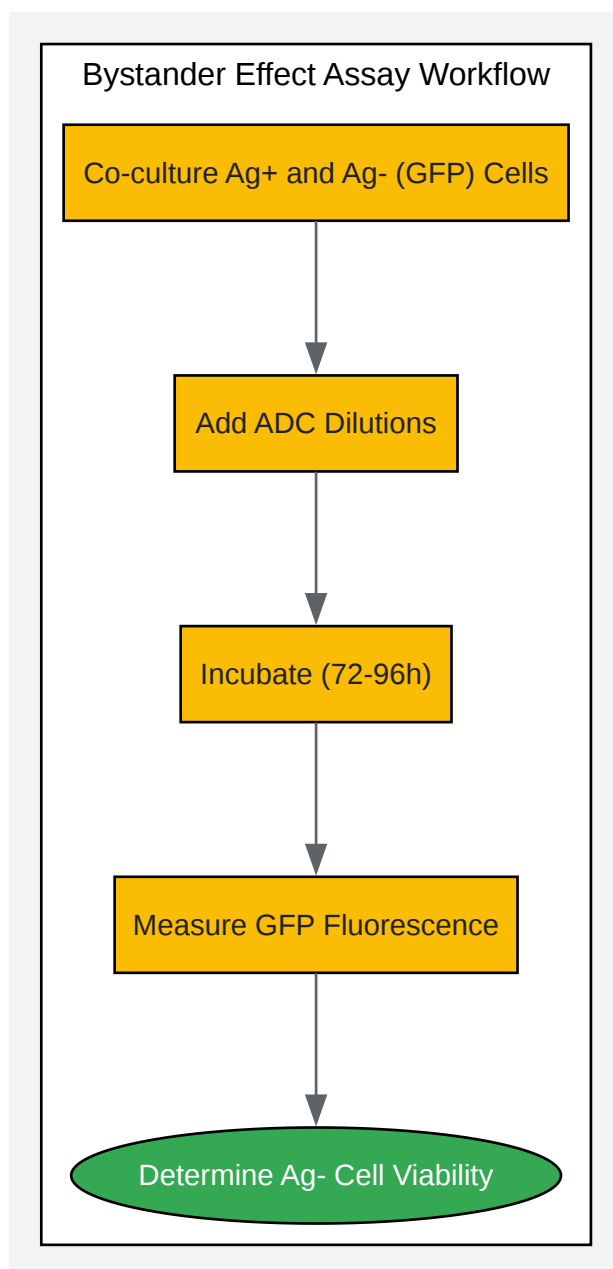 Bystander Effect Assay Workflow
Co-culture Ag+ and Ag- (GFP) Cells
Add ADC Dilutions
Incubate (72-96h)
Measure GFP Fluorescence
Determine Ag- Cell Viability